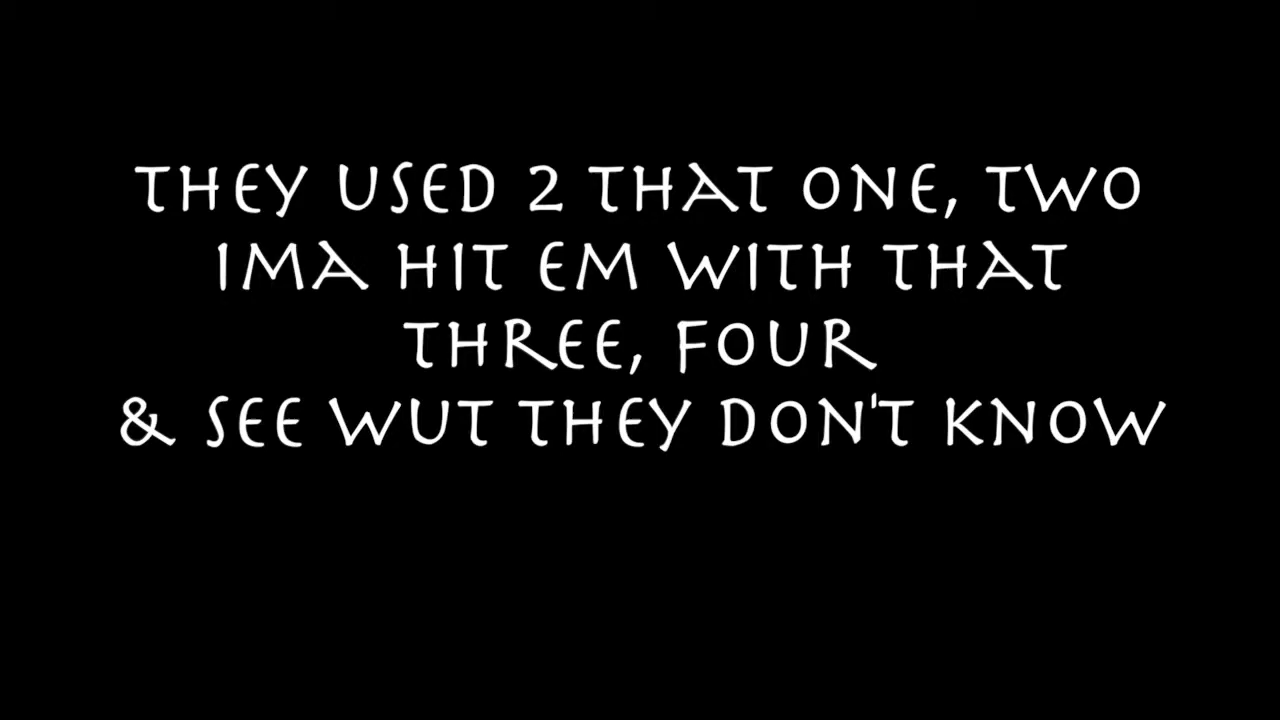 THEY USED 2 THAT ONE, TWO
IMA HIT EM WITH THAT
THREE, FOUR
& SEE WUT THEY DON'T KNOW